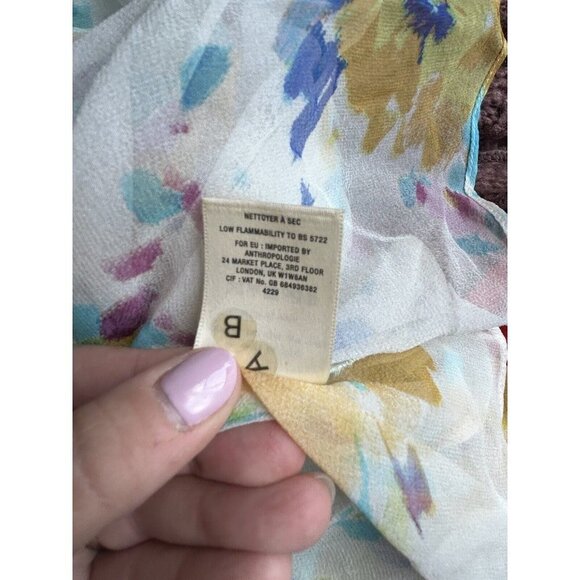 NETTOYER À SEC
LOW FLAMMABILITY TO BS 5722
FOR EU : IMPORTED BY
ANTHROPOLOGIE
24 MARKET PLACE, 3RD FLOOR
LONDON, UK W1W8AN
CIF : VAT No. GB 684936382
4229
B
Y